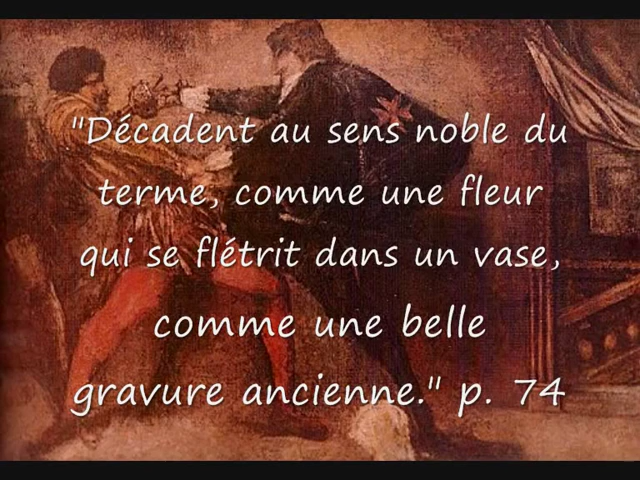 "Décadent au sens noble du
terme, comme une fleur
qui se flétrit dans un vase,
comme une belle
gravure ancienne." p. 74